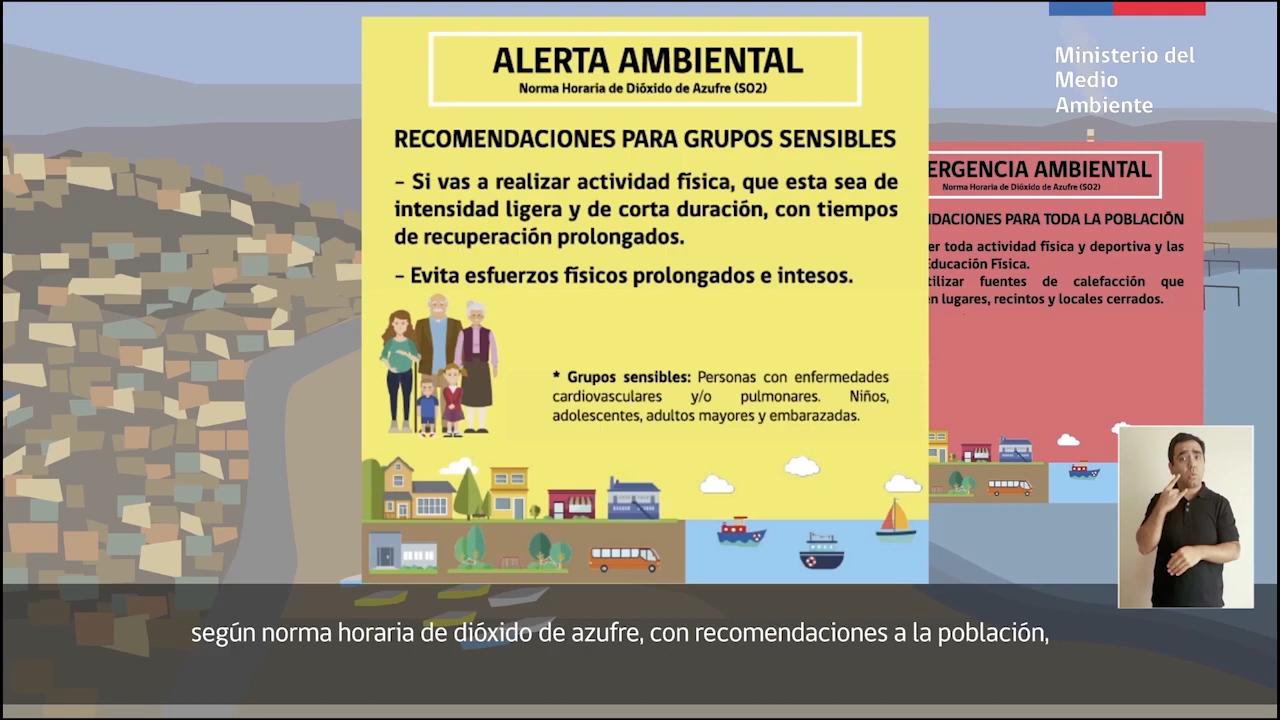 ALERTA AMBIENTAL
Norma Horaria de Dióxido de Azufre (SO2)
RECOMENDACIONES PARA GRUPOS SENSIBLES
– Si vas a realizar actividad física, que esta sea de
intensidad ligera y de corta duración, con tiempos
de recuperación prolongados.
– Evita esfuerzos físicos prolongados e intesos.
* Grupos sensibles: Personas con enfermedades
cardiovasculares y/o pulmonares. Niños,
adolescentes, adultos mayores y embarazadas.
Ministerio del
Medio
Ambiente
ERGENCIA AMBIENTAL
Norma Horaria de Dióxido de Azufre (SO2)
NDACIONES PARA TODA LA POBLACIÓN
er toda actividad física y deportiva y las
Educación Física.
tilizar fuentes de calefacción que
en lugares, recintos y locales cerrados.
según norma horaria de dióxido de azufre, con recomendaciones a la población,